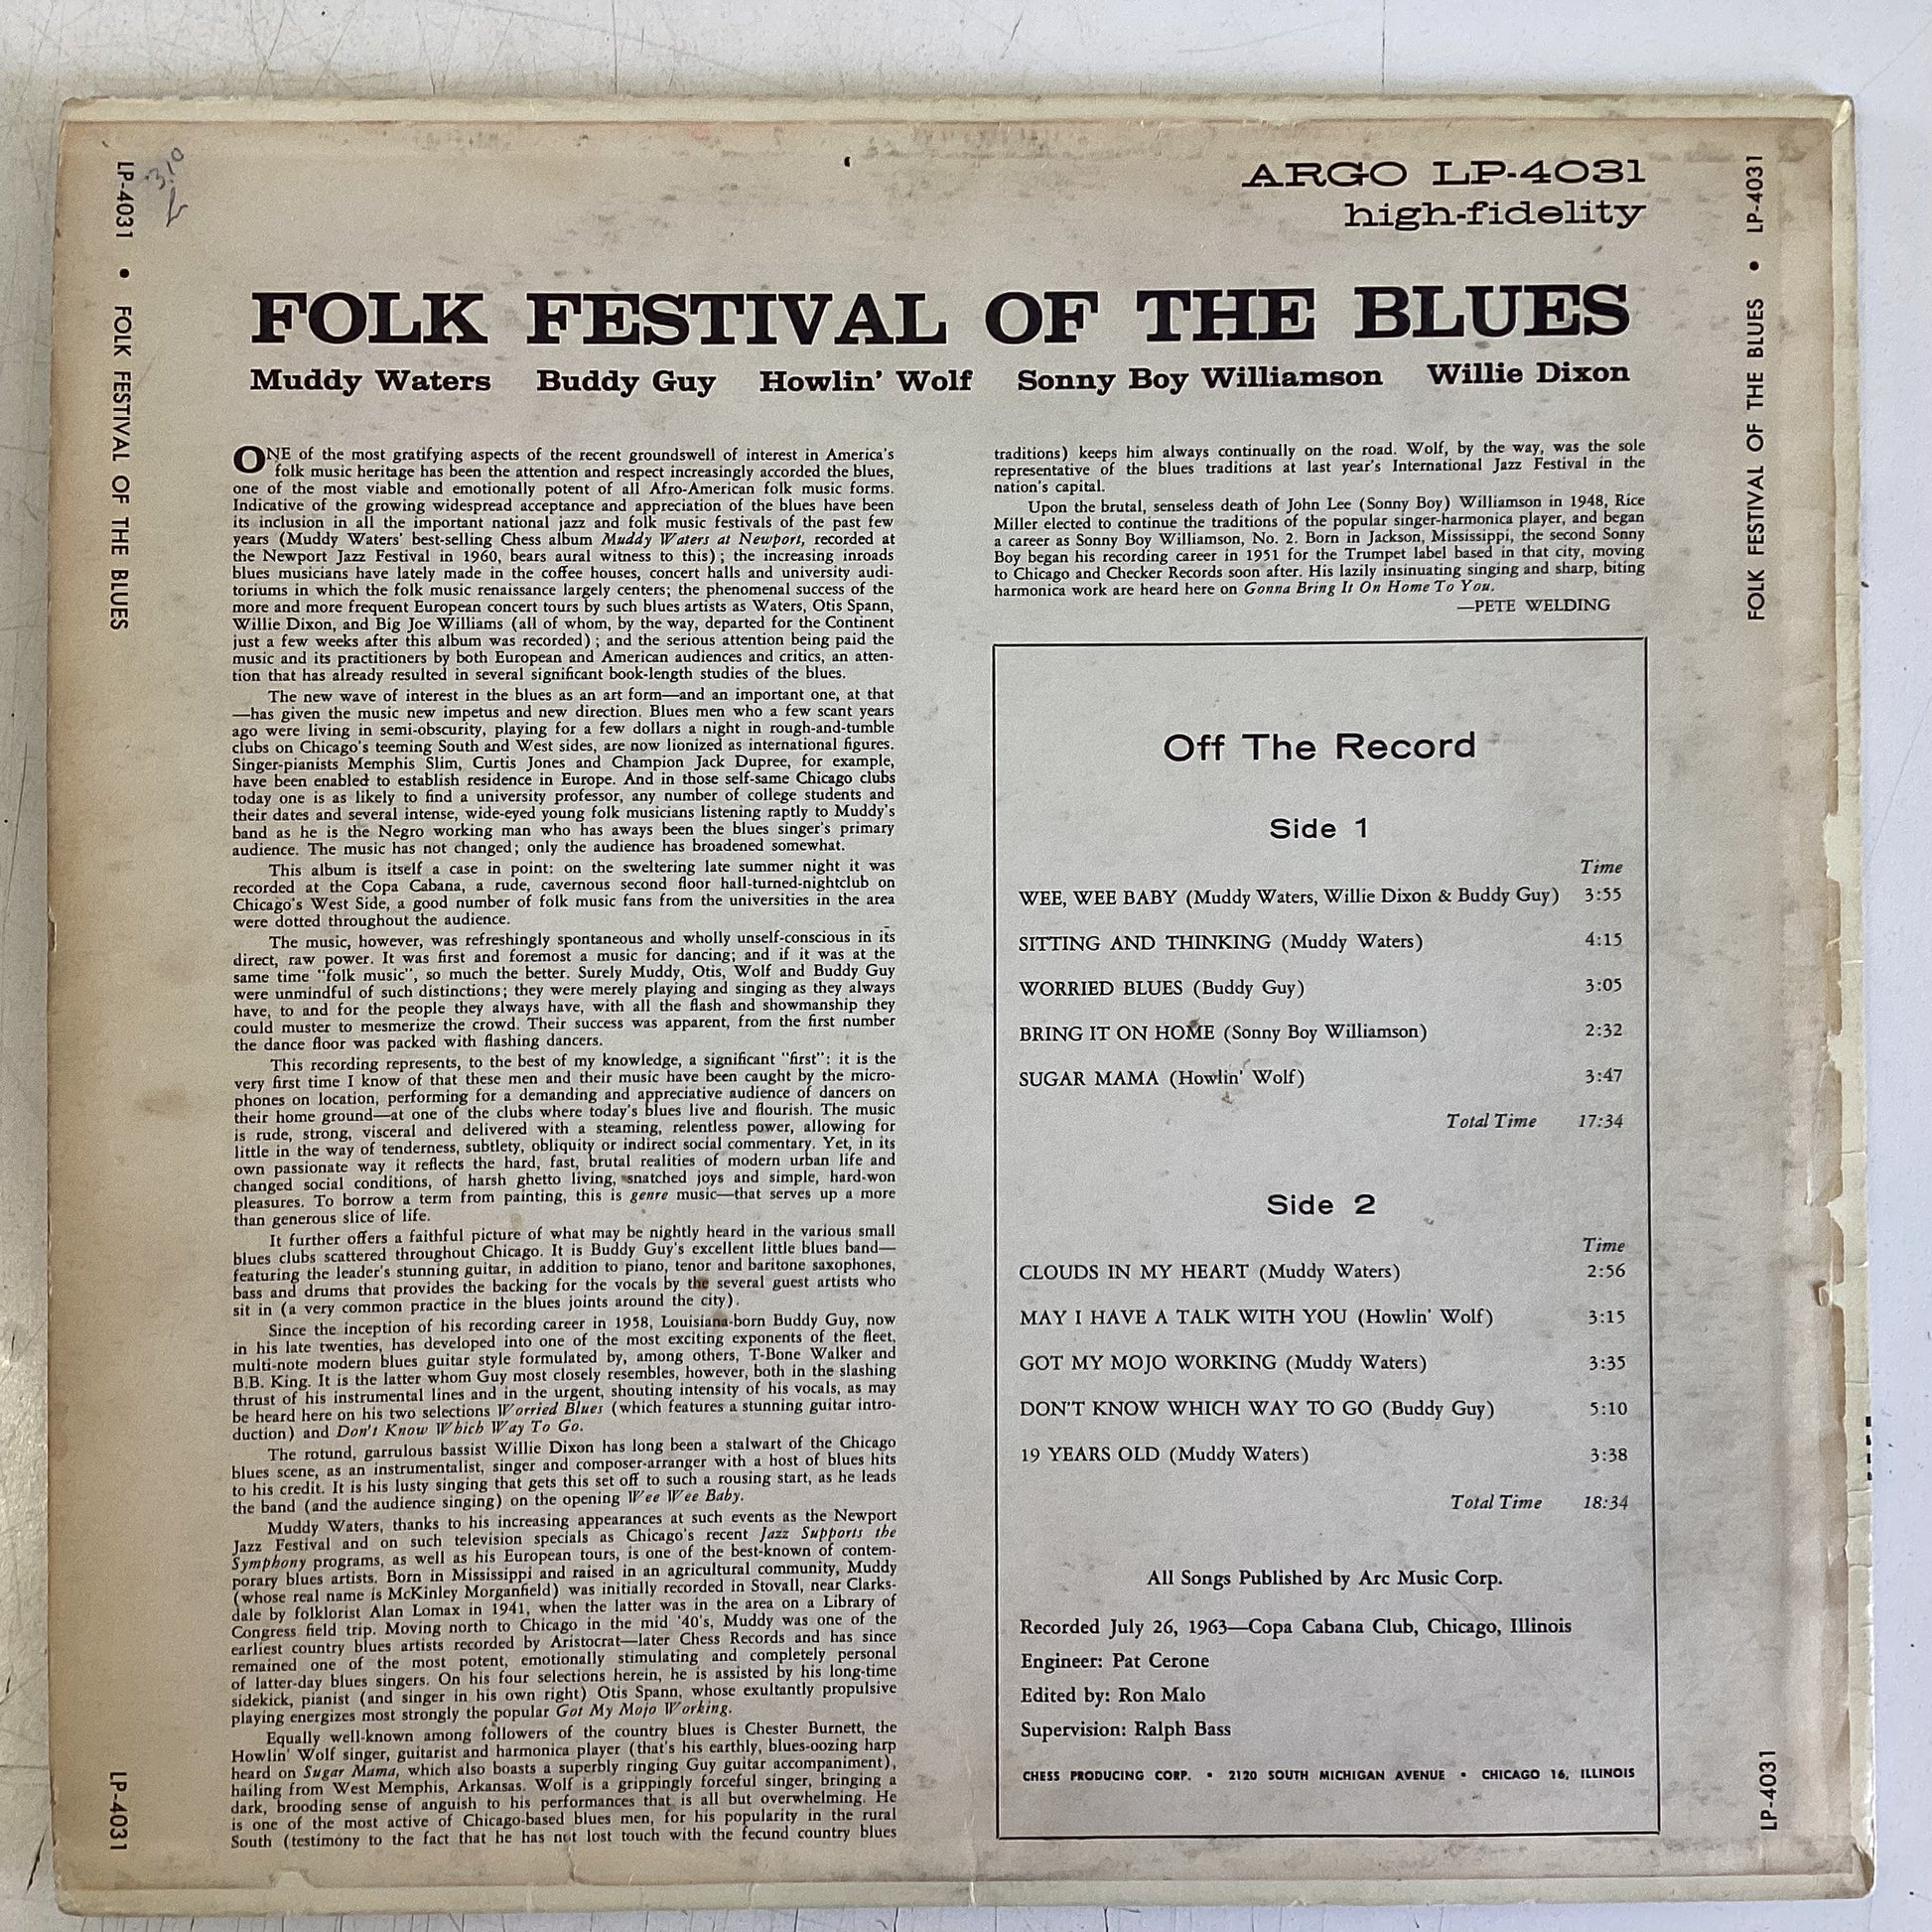 LP-4031 • FOLK FESTIVAL OF THE BLUES
LP-4031
3.10
ARGO LP-4031
high-fidelity
FOLK FESTIVAL OF THE BLUES
Muddy Waters Buddy Guy Howlin' Wolf Sonny Boy Williamson Willie Dixon
ONE of the most gratifying aspects of the recent groundswell of interest in America's
folk music heritage has been the attention and respect increasingly accorded the blues,
one of the most viable and emotionally potent of all Afro-American folk music forms.
Indicative of the growing widespread acceptance and appreciation of the blues have been
its inclusion in all the important national jazz and folk music festivals of the past few
years (Muddy Waters' best-selling Chess album Muddy Waters at Newport, recorded at
the Newport Jazz Festival in 1960, bears aural witness to this); the increasing inroads
blues musicians have lately made in the coffee houses, concert halls and university audi-
toriums in which the folk music renaissance largely centers; the phenomenal success of the
more and more frequent European concert tours by such blues artists as Waters, Otis Spann,
Willie Dixon, and Big Joe Williams (all of whom, by the way, departed for the Continent
just a few weeks after this album was recorded); and the serious attention being paid the
music and its practitioners by both European and American audiences and critics, an atten-
tion that has already resulted in several significant book-length studies of the blues.
The new wave of interest in the blues as an art form—and an important one, at that
—has given the music new impetus and new direction. Blues men who a few scant years
ago were living in semi-obscurity, playing for a few dollars a night in rough-and-tumble
clubs on Chicago's teeming South and West sides, are now lionized as international figures.
Singer-pianists Memphis Slim, Curtis Jones and Champion Jack Dupree, for example,
have been enabled to establish residence in Europe. And in those self-same Chicago clubs
today one is as likely to find a university professor, any number of college students and
their dates and several intense, wide-eyed young folk musicians listening raptly to Muddy's
band as he is the Negro working man who has aways been the blues singer's primary
audience. The music has not changed; only the audience has broadened somewhat.
This album is itself a case in point: on the sweltering late summer night it was
recorded at the Copa Cabana, a rude, cavernous second floor hall-turned-nightclub on
Chicago's West Side, a good number of folk music fans from the universities in the area
were dotted throughout the audience.
The music, however, was refreshingly spontaneous and wholly unself-conscious in its
direct, raw power. It was first and foremost a music for dancing; and if it was at the
same time "folk music", so much the better. Surely Muddy, Otis, Wolf and Buddy Guy
were unmindful of such distinctions; they were merely playing and singing as they always
have, to and for the people they always have, with all the flash and showmanship they
could muster to mesmerize the crowd. Their success was apparent, from the first number
the dance floor was packed with flashing dancers.
This recording represents, to the best of my knowledge, a significant "first": it is the
very first time I know of that these men and their music have been caught by the micro-
phones on location, performing for a demanding and appreciative audience of dancers on
their home ground—at one of the clubs where today's blues live and flourish. The music
is rude, strong, visceral and delivered with a steaming, relentless power, allowing for
little in the way of tenderness, subtlety, obliquity or indirect social commentary. Yet, in its
own passionate way it reflects the hard, fast, brutal realities of modern urban life and
changed social conditions, of harsh ghetto living, snatched joys and simple, hard-won
pleasures. To borrow a term from painting, this is genre music—that serves up a more
than generous slice of life.
It further offers a faithful picture of what may be nightly heard in the various small
blues clubs scattered throughout Chicago. It is Buddy Guy's excellent little blues band—
featuring the leader's stunning guitar, in addition to piano, tenor and baritone saxophones,
bass and drums that provides the backing for the vocals by the several guest artists who
sit in (a very common practice in the blues joints around the city).
Since the inception of his recording career in 1958, Louisiana-born Buddy Guy, now
in his late twenties, has developed into one of the most exciting exponents of the fleet,
multi-note modern blues guitar style formulated by, among others, T-Bone Walker and
B.B. King. It is the latter whom Guy most closely resembles, however, both in the slashing
thrust of his instrumental lines and in the urgent, shouting intensity of his vocals, as may
be heard here on his two selections Worried Blues (which features a stunning guitar intro-
duction) and Don't Know Which Way To Go.
The rotund, garrulous bassist Willie Dixon has long been a stalwart of the Chicago
blues scene, as an instrumentalist, singer and composer-arranger with a host of blues hits
to his credit. It is his lusty singing that gets this set off to such a rousing start, as he leads
the band (and the audience singing) on the opening Wee Wee Baby.
Muddy Waters, thanks to his increasing appearances at such events as the Newport
Jazz Festival and on such television specials as Chicago's recent Jazz Supports the
Symphony programs, as well as his European tours, is one of the best-known of contem-
porary blues artists. Born in Mississippi and raised in an agricultural community, Muddy
(whose real name is McKinley Morganfield) was initially recorded in Stovall, near Clarks-
dale by folklorist Alan Lomax in 1941, when the latter was in the area on a Library of
Congress field trip. Moving north to Chicago in the mid '40's, Muddy was one of the
earliest country blues artists recorded by Aristocrat—later Chess Records and has since
remained one of the most potent, emotionally stimulating and completely personal
of latter-day blues singers. On his four selections herein, he is assisted by his long-time
sidekick, pianist (and singer in his own right) Otis Spann, whose exultantly propulsive
playing energizes most strongly the popular Got My Mojo Working.
Equally well-known among followers of the country blues is Chester Burnett, the
Howlin' Wolf singer, guitarist and harmonica player (that's his earthly, blues-oozing harp
heard on Sugar Mama, which also boasts a superbly ringing Guy guitar accompaniment),
hailing from West Memphis, Arkansas. Wolf is a grippingly forceful singer, bringing a
dark, brooding sense of anguish to his performances that is all but overwhelming. He
is one of the most active of Chicago-based blues men, for his popularity in the rural
South (testimony to the fact that he has not lost touch with the fecund country blues
traditions) keeps him always continually on the road. Wolf, by the way, was the sole
representative of the blues traditions at last year's International Jazz Festival in the
nation's capital.
Upon the brutal, senseless death of John Lee (Sonny Boy) Williamson in 1948, Rice
Miller elected to continue the traditions of the popular singer-harmonica player, and began
a career as Sonny Boy Williamson, No. 2. Born in Jackson, Mississippi, the second Sonny
Boy began his recording career in 1951 for the Trumpet label based in that city, moving
to Chicago and Checker Records soon after. His lazily insinuating singing and sharp, biting
harmonica work are heard here on Gonna Bring It On Home To You.
—PETE WELDING
Off The Record
Side 1
Time
WEE, WEE BABY (Muddy Waters, Willie Dixon & Buddy Guy) 3:55
SITTING AND THINKING (Muddy Waters) 4:15
WORRIED BLUES (Buddy Guy) 3:05
BRING IT ON HOME (Sonny Boy Williamson) 2:32
SUGAR MAMA (Howlin' Wolf) 3:47
Total Time 17:34
Side 2
Time
CLOUDS IN MY HEART (Muddy Waters) 2:56
MAY I HAVE A TALK WITH YOU (Howlin' Wolf) 3:15
GOT MY MOJO WORKING (Muddy Waters) 3:35
DON'T KNOW WHICH WAY TO GO (Buddy Guy) 5:10
19 YEARS OLD (Muddy Waters) 3:38
Total Time 18:34
All Songs Published by Arc Music Corp.
Recorded July 26, 1963—Copa Cabana Club, Chicago, Illinois
Engineer: Pat Cerone
Edited by: Ron Malo
Supervision: Ralph Bass
CHESS PRODUCING CORP. • 2120 SOUTH MICHIGAN AVENUE • CHICAGO 16, ILLINOIS
FOLK FESTIVAL OF THE BLUES • LP-4031
LP-4031